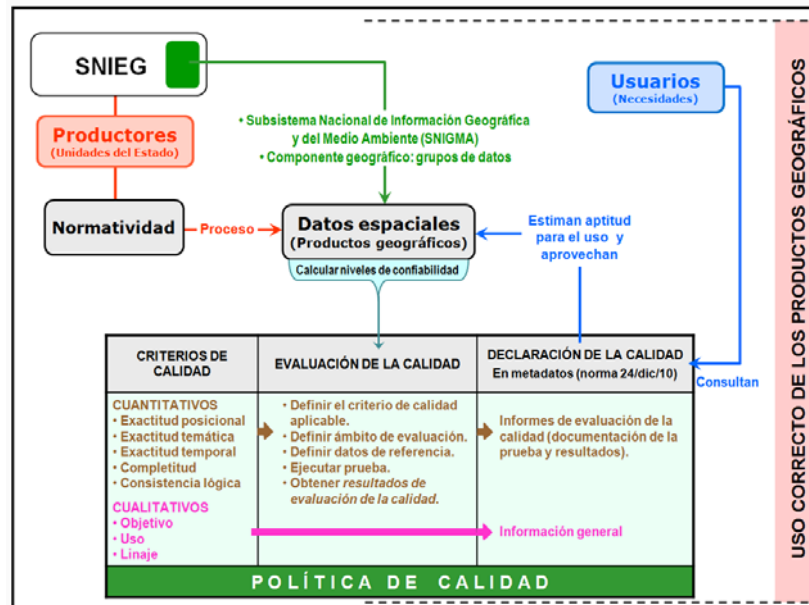 SNIEG
Productores
(Unidades del Estado)
Normatividad
Proceso
• Subsistema Nacional de Información Geográfica
y del Medio Ambiente (SNIGMA)
• Componente geográfico: grupos de datos
Datos espaciales
(Productos geográficos)
Calcular niveles de confiabilidad
Usuarios
(Necesidades)
Estiman aptitud
para el uso y
aprovechan
Consultan
CRITERIOS DE
CALIDAD
EVALUACIÓN DE LA CALIDAD
DECLARACIÓN DE LA CALIDAD
En metadatos (norma 24/dic/10)
CUANTITATIVOS
• Exactitud posicional
• Exactitud temática
• Exactitud temporal
• Completitud
• Consistencia lógica
CUALITATIVOS
• Objetivo
• Uso
• Linaje
• Definir el criterio de calidad
aplicable.
• Definir ámbito de evaluación.
• Definir datos de referencia.
• Ejecutar prueba.
• Obtener resultados de
evaluación de la calidad.
Informes de evaluación de la
calidad (documentación de la
prueba y resultados).
Información general
POLÍTICA DE CALIDAD
USO CORRECTO DE LOS PRODUCTOS GEOGRÁFICOS